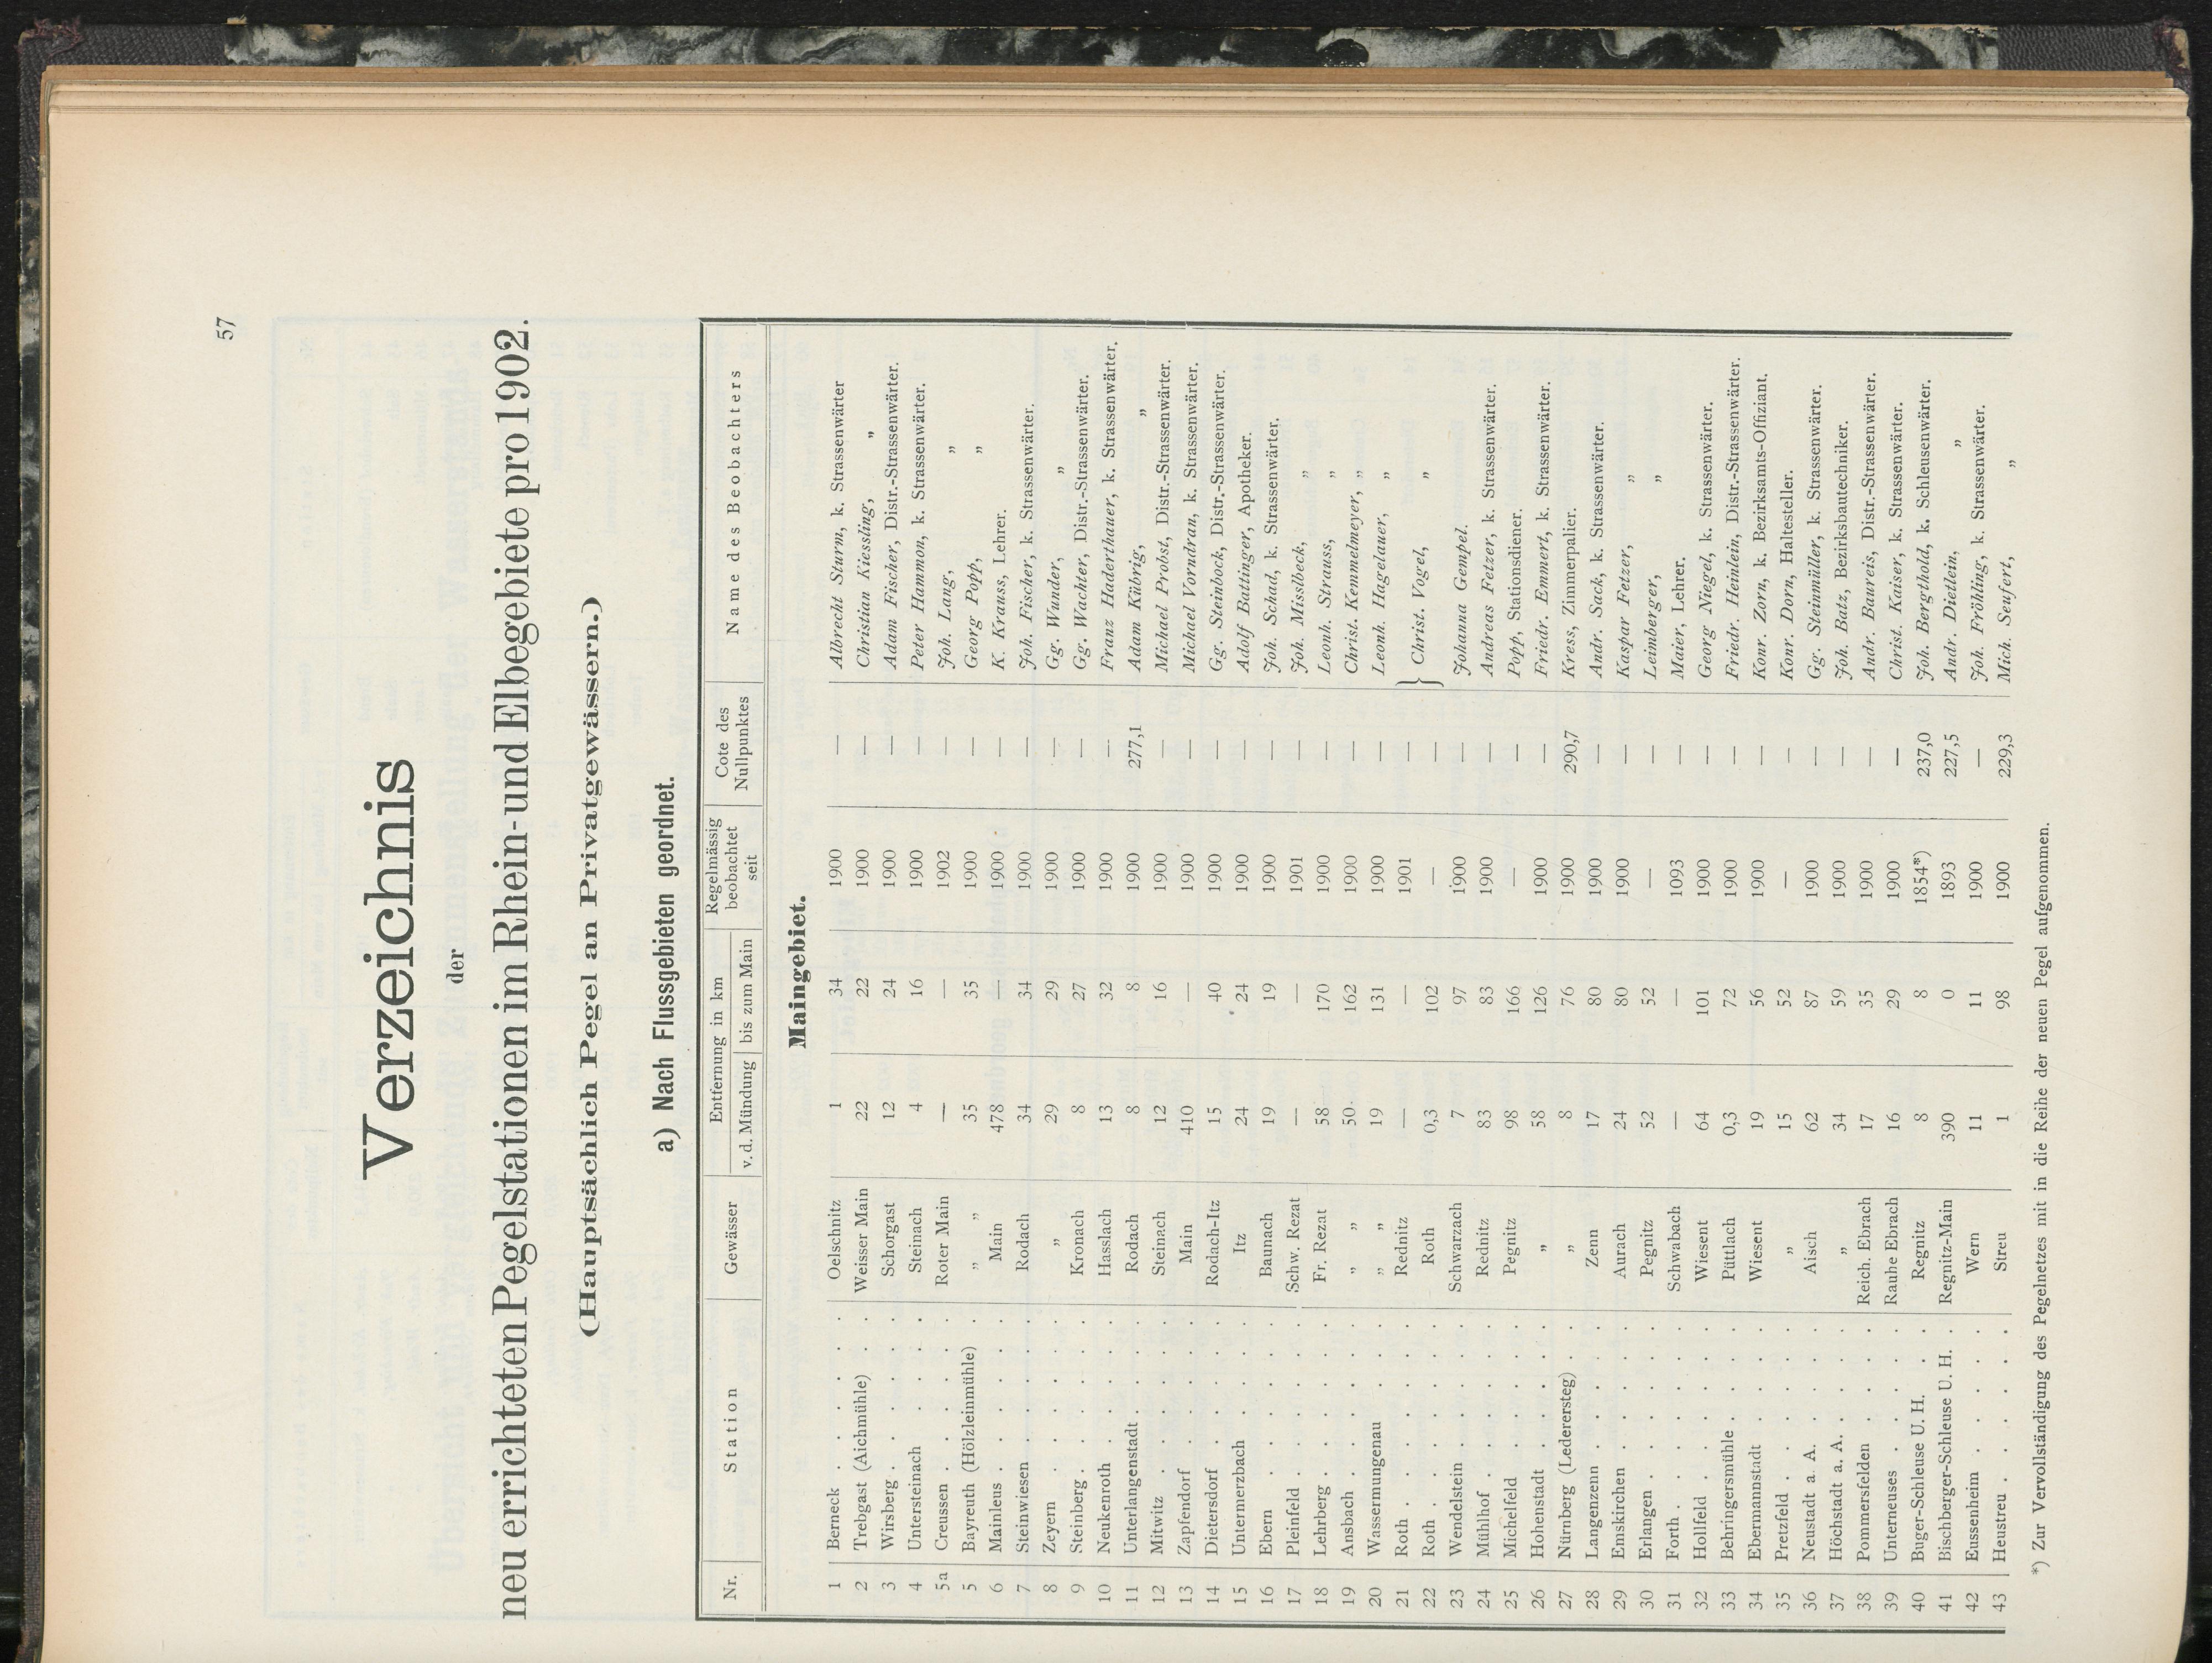 57
Verzeichnis
der
neu errichteten Pegelstationen im Rhein- und Elbegebiete pro 1902.
(Hauptsächlich Pegel an Privatgewässern.)
a) Nach Flussgebieten geordnet.
Nr. Station Gewässer Entfernung in km v. d. Mündung bis zum Main Regelmässig beobachtet seit Cote des Nullpunktes Name des Beobachters
Maingebiet.
1 Berneck . . . . . Oelschnitz 1 34 1900 — Albrecht Sturm, k. Strassenwärter
2 Trebgast (Aichmühle) . . Weisser Main 22 22 1900 — Christian Kiessling, „
3 Wirsberg . . . . . Schorgast 12 24 1900 — Adam Fischer, Distr.-Strassenwärter.
4 Untersteinach . . . . Steinach 4 16 1900 — Peter Hammon, k. Strassenwärter.
5a Creussen . . . . . Roter Main — — 1902 — Joh. Lang, „
5 Bayreuth (Hölzleinmühle) . „ „ 35 35 1900 — Georg Popp, „
6 Mainleus . . . . . Main 478 — 1900 — K. Krauss, Lehrer.
7 Steinwiesen . . . . Rodach 34 34 1900 — Joh. Fischer, k. Strassenwärter.
8 Zeyern . . . . . „ 29 29 1900 — Gg. Wunder, „
9 Steinberg . . . . . Kronach 8 27 1900 — Gg. Wachter, Distr.-Strassenwärter.
10 Neukenroth . . . . Hasslach 13 32 1900 — Franz Haderthauer, k. Strassenwärter.
11 Unterlangenstadt . . . . Rodach 8 8 1900 277,1 Adam Kübrig, „
12 Mitwitz . . . . . Steinach 12 16 1900 — Michael Probst, Distr.-Strassenwärter.
13 Zapfendorf . . . . Main 410 — 1900 — Michael Vorndran, k. Strassenwärter.
14 Dietersdorf . . . . Rodach-Itz 15 40 1900 — Gg. Steinbock, Distr.-Strassenwärter.
15 Untermerzbach . . . . Itz 24 24 1900 — Adolf Battinger, Apotheker.
16 Ebern . . . . . Baunach 19 19 1900 — Joh. Schad, k. Strassenwärter.
17 Pleinfeld . . . . . Schw. Rezat — — 1901 — Joh. Misslbeck, „
18 Lehrberg . . . . . Fr. Rezat 58 170 1900 — Leonh. Strauss, „
19 Ansbach . . . . . „ „ 50 162 1900 — Christ. Kemmelmeyer, „
20 Wassermungenau . . . „ „ 19 131 1900 — Leonh. Hagelauer, „
21 Roth . . . . . Rednitz — — 1901 — } Christ. Vogel, „
22 Roth . . . . . Roth 0,3 102 — —
23 Wendelstein . . . . Schwarzach 7 97 1900 — Johanna Gempel.
24 Mühlhof . . . . . Rednitz 83 83 1900 — Andreas Fetzer, k. Strassenwärter.
25 Michelfeld . . . . Pegnitz 98 166 — — Popp, Stationsdiener.
26 Hohenstadt . . . . „ 58 126 1900 — Friedr. Emmert, k. Strassenwärter.
27 Nürnberg (Ledierersteg) . . „ 8 76 1900 290,7 Kress, Zimmerpalier.
28 Langenzenn . . . . Zenn 17 80 1900 — Andr. Sack, k. Strassenwärter.
29 Emskirchen . . . . Aurach 24 80 1900 — Kaspar Fetzer, „
30 Erlangen . . . . . Pegnitz 52 52 — — Leimberger, „
31 Forth . . . . . Schwabach — — 1093 — Maier, Lehrer.
32 Hollfeld . . . . . Wiesent 64 101 1900 — Georg Niegel, k. Strassenwärter.
33 Behringersmühle . . . . Püttlach 0,3 72 1900 — Friedr. Heinlein, Distr.-Strassenwärter.
34 Ebermannstadt . . . . Wiesent 19 56 1900 — Konr. Zorn, k. Bezirksamts-Offiziant.
35 Pretzfeld . . . . . „ 15 52 — — Konr. Dorn, Haltesteller.
36 Neustadt a. A. . . . . Aisch 62 87 1900 — Gg. Steinmüller, k. Strassenwärter.
37 Höchstadt a. A. . . . . „ 34 59 1900 — Joh. Batz, Bezirksbautechniker.
38 Pommersfelden . . . . Reich. Ebrach 17 35 1900 — Andr. Baureis, Distr.-Strassenwärter.
39 Unterneuses . . . . Rauhe Ebrach 16 29 1900 — Christ. Kaiser, k. Strassenwärter.
40 Buger-Schleuse U. H. . . Regnitz 8 8 1854*) 237,0 Joh. Bergthold, k. Schleusenwärter.
41 Bischberger-Schleuse U. H. . Regnitz-Main 390 0 1893 227,5 Andr. Dietlein, „
42 Eussenheim . . . . Wern 11 11 1900 — Joh. Fröhling, k. Strassenwärter.
43 Heustreu . . . . . Streu 1 98 1900 229,3 Mich. Seufert, „
*) Zur Vervollständigung des Pegelnetzes mit in die Reihe der neuen Pegel aufgenommen.